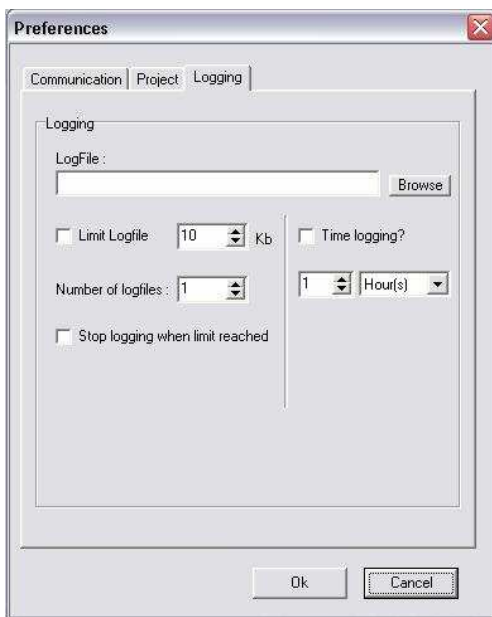 Preferences
Communication Project Logging
Logging
LogFile :
Browse
Limit Logfile 10 Kb Time logging?
Number of logfiles : 1 1 Hour(s)
Stop logging when limit reached
Ok Cancel